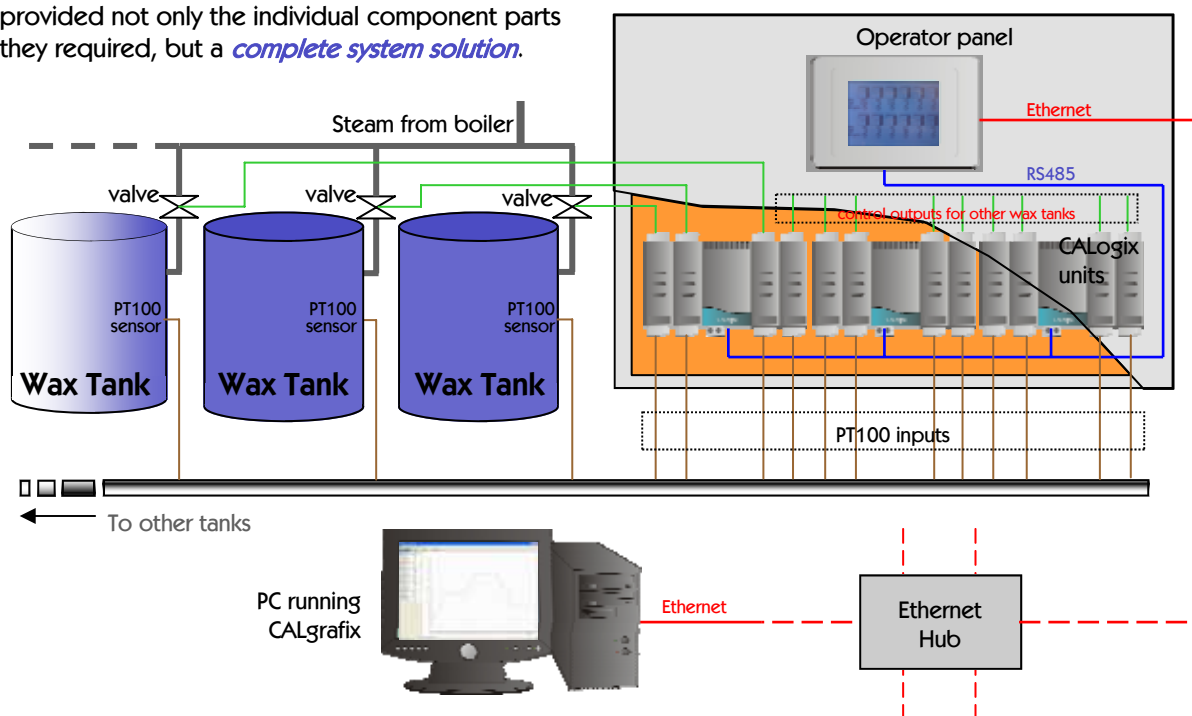 provided not only the individual component parts
they required, but a complete system solution.
Operator panel
Ethernet
Steam from boiler
RS485
valve
valve
valve
control outputs for other wax tanks
CALogix
units
PT100
sensor
PT100
sensor
PT100
sensor
Wax Tank
Wax Tank
Wax Tank
PT100 inputs
To other tanks
PC running
CALgrafix
Ethernet
Ethernet
Hub